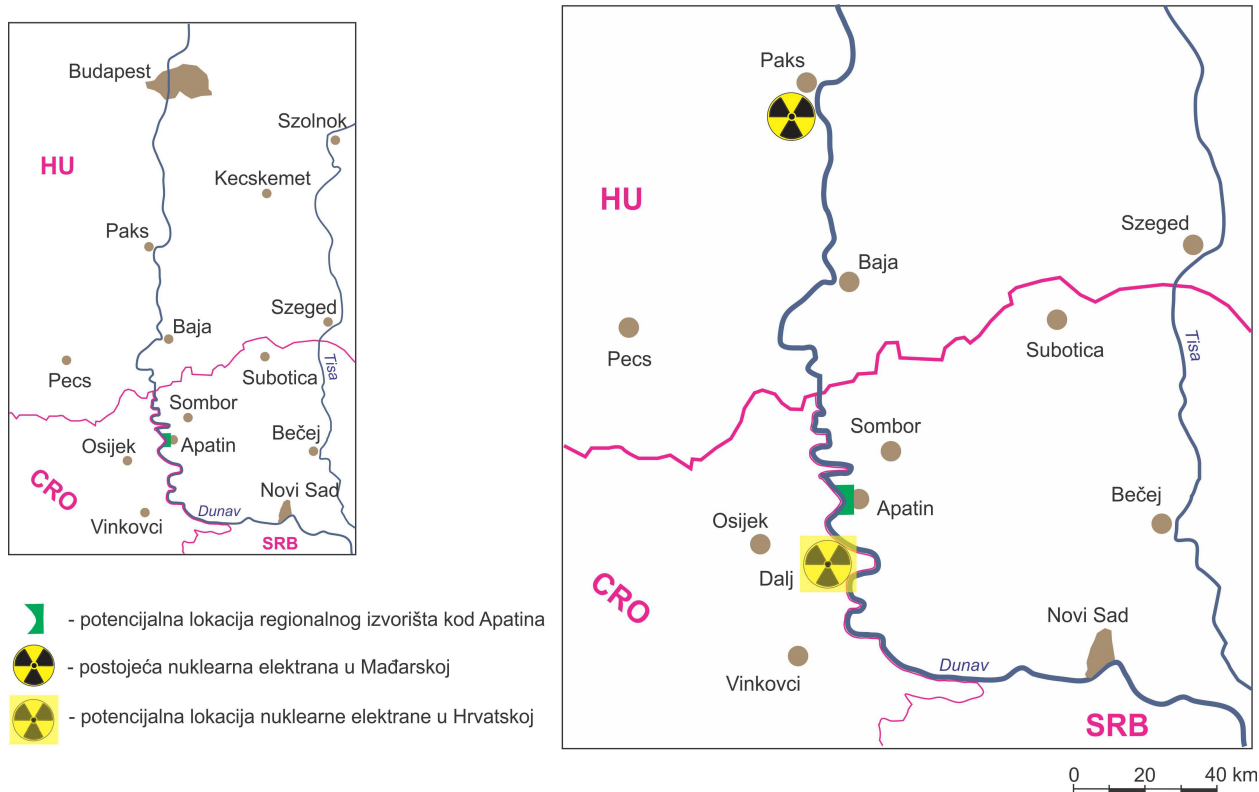 Budapest
Szolnok
HU
Kecskemet
Paks
Szeged
Baja
Tisa
Pecs
Subotica
Sombor
Osijek
Apatin
Bečej
CRO
Novi Sad
Vinkovci
Dunav
SRB
- potencijalna lokacija regionalnog izvorišta kod Apatina
- postojeća nuklearna elektrana u Mađarskoj
- potencijalna lokacija nuklearne elektrane u Hrvatskoj
Paks
HU
Szeged
Baja
Pecs
Subotica
Tisa
Sombor
Apatin
Bečej
Osijek
Dalj
CRO
Novi Sad
Vinkovci
Dunav
SRB
0 20 40 km